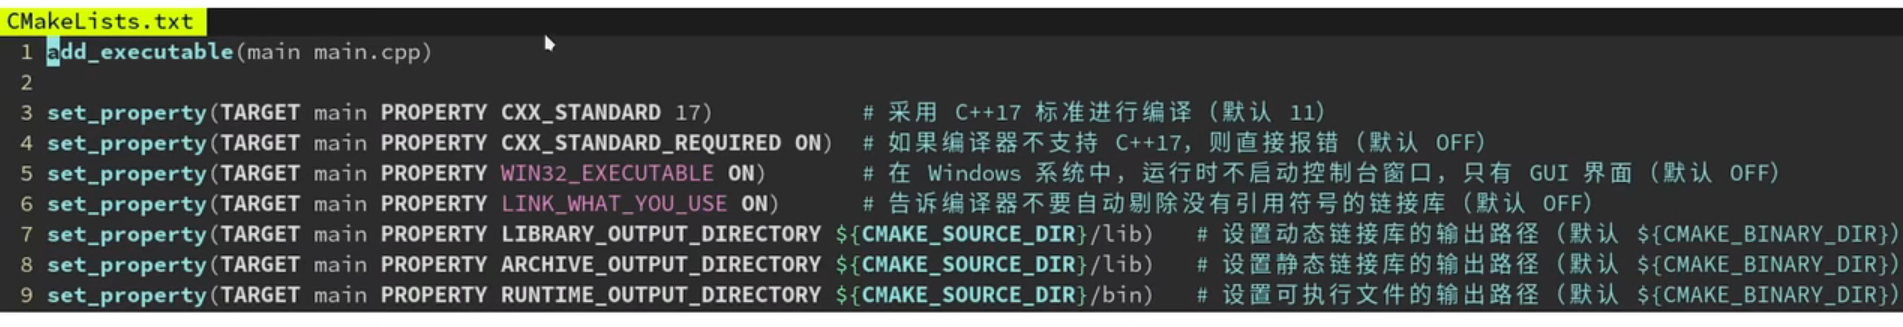 CMakeLists.txt
1 add_executable(main main.cpp)
2
3 set_property(TARGET main PROPERTY CXX_STANDARD 17) # 采用 C++17 标准进行编译（默认 11）
4 set_property(TARGET main PROPERTY CXX_STANDARD_REQUIRED ON) # 如果编译器不支持 C++17，则直接报错（默认 OFF）
5 set_property(TARGET main PROPERTY WIN32_EXECUTABLE ON) # 在 Windows 系统中，运行时不启动控制台窗口，只有 GUI 界面（默认 OFF）
6 set_property(TARGET main PROPERTY LINK_WHAT_YOU_USE ON) # 告诉编译器不要自动剔除没有引用符号的链接库（默认 OFF）
7 set_property(TARGET main PROPERTY LIBRARY_OUTPUT_DIRECTORY ${CMAKE_SOURCE_DIR}/lib) # 设置动态链接库的输出路径（默认 ${CMAKE_BINARY_DIR}）
8 set_property(TARGET main PROPERTY ARCHIVE_OUTPUT_DIRECTORY ${CMAKE_SOURCE_DIR}/lib) # 设置静态链接库的输出路径（默认 ${CMAKE_BINARY_DIR}）
9 set_property(TARGET main PROPERTY RUNTIME_OUTPUT_DIRECTORY ${CMAKE_SOURCE_DIR}/bin) # 设置可执行文件的输出路径（默认 ${CMAKE_BINARY_DIR}）